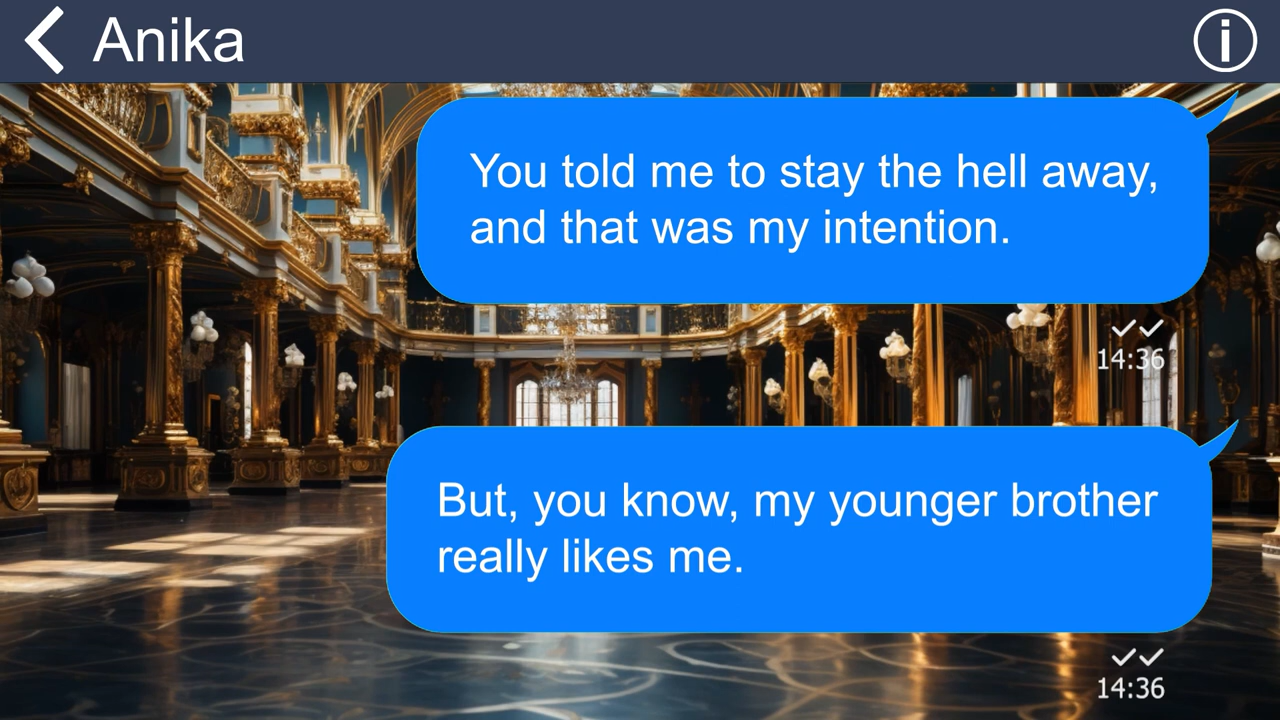 Anika
You told me to stay the hell away,
and that was my intention.
14:36
But, you know, my younger brother
really likes me.
14:36